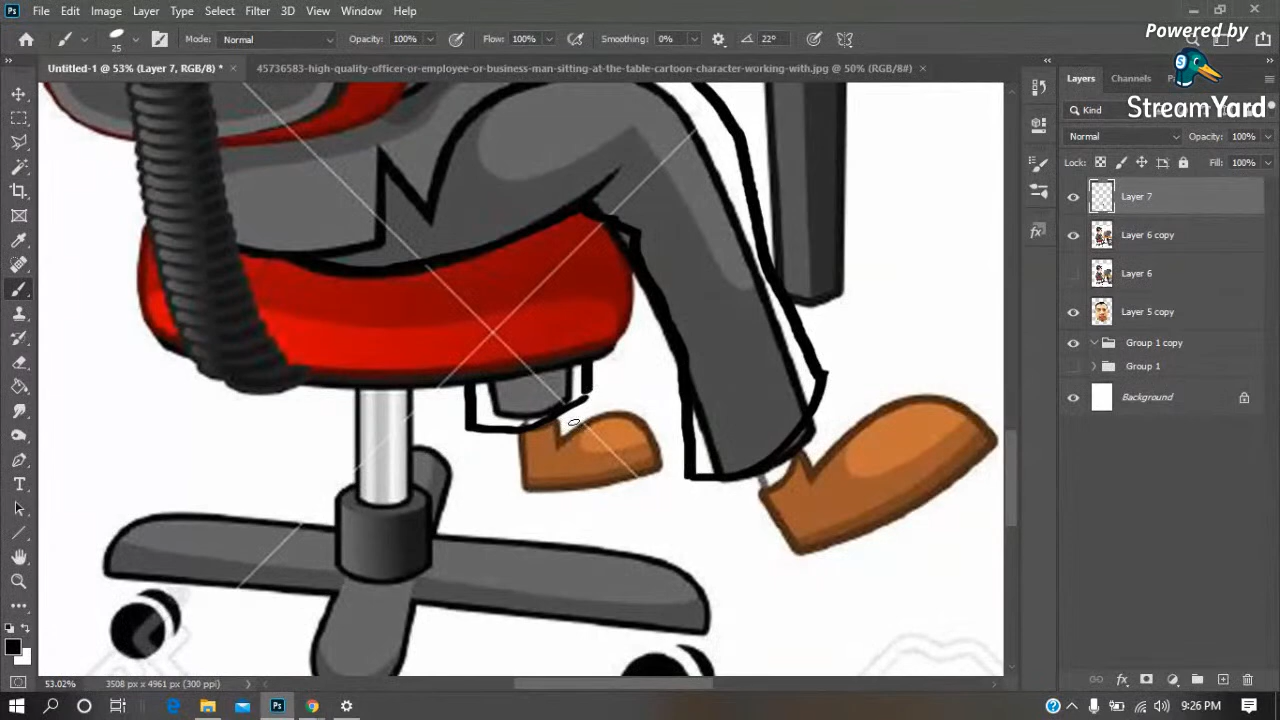 Ps File Edit Image Layer Type Select Filter 3D View Window Help
Powered by
StreamYard
25 Mode: Normal Opacity: 100% Flow: 100% Smoothing: 0% 22°
Untitled-1 @ 53% (Layer 7, RGB/8) * × 45736583-high-quality-officer-or-employee-or-business-man-sitting-at-the-table-cartoon-character-working-with.jpg @ 50% (RGB/8#) ×
Layers Channels
Kind
Normal Opacity: 100%
Lock: Fill: 100%
Layer 7
Layer 6 copy
Layer 6
Layer 5 copy
Group 1 copy
Group 1
Background
fx
T
53.02% 3508 px x 4961 px (300 ppi)
fx
9:26 PM